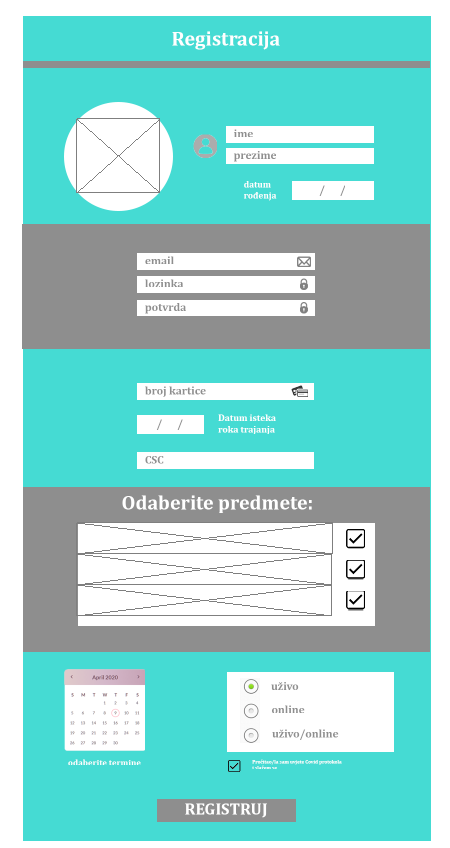 Registracija
ime
prezime
datum
rođenja
/ /
email
lozinka
potvrda
broj kartice
/ /
Datum isteka
roka trajanja
CSC
Odaberite predmete:
April 2020
S M T W T F S
1 2 3 4
5 6 7 8 9 10 11
12 13 14 15 16 17 18
19 20 21 22 23 24 25
26 27 28 29 30
odaberite termine
uživo
online
uživo/online
Pročitao/la sam uvjete Covid protokola
REGISTRUJ